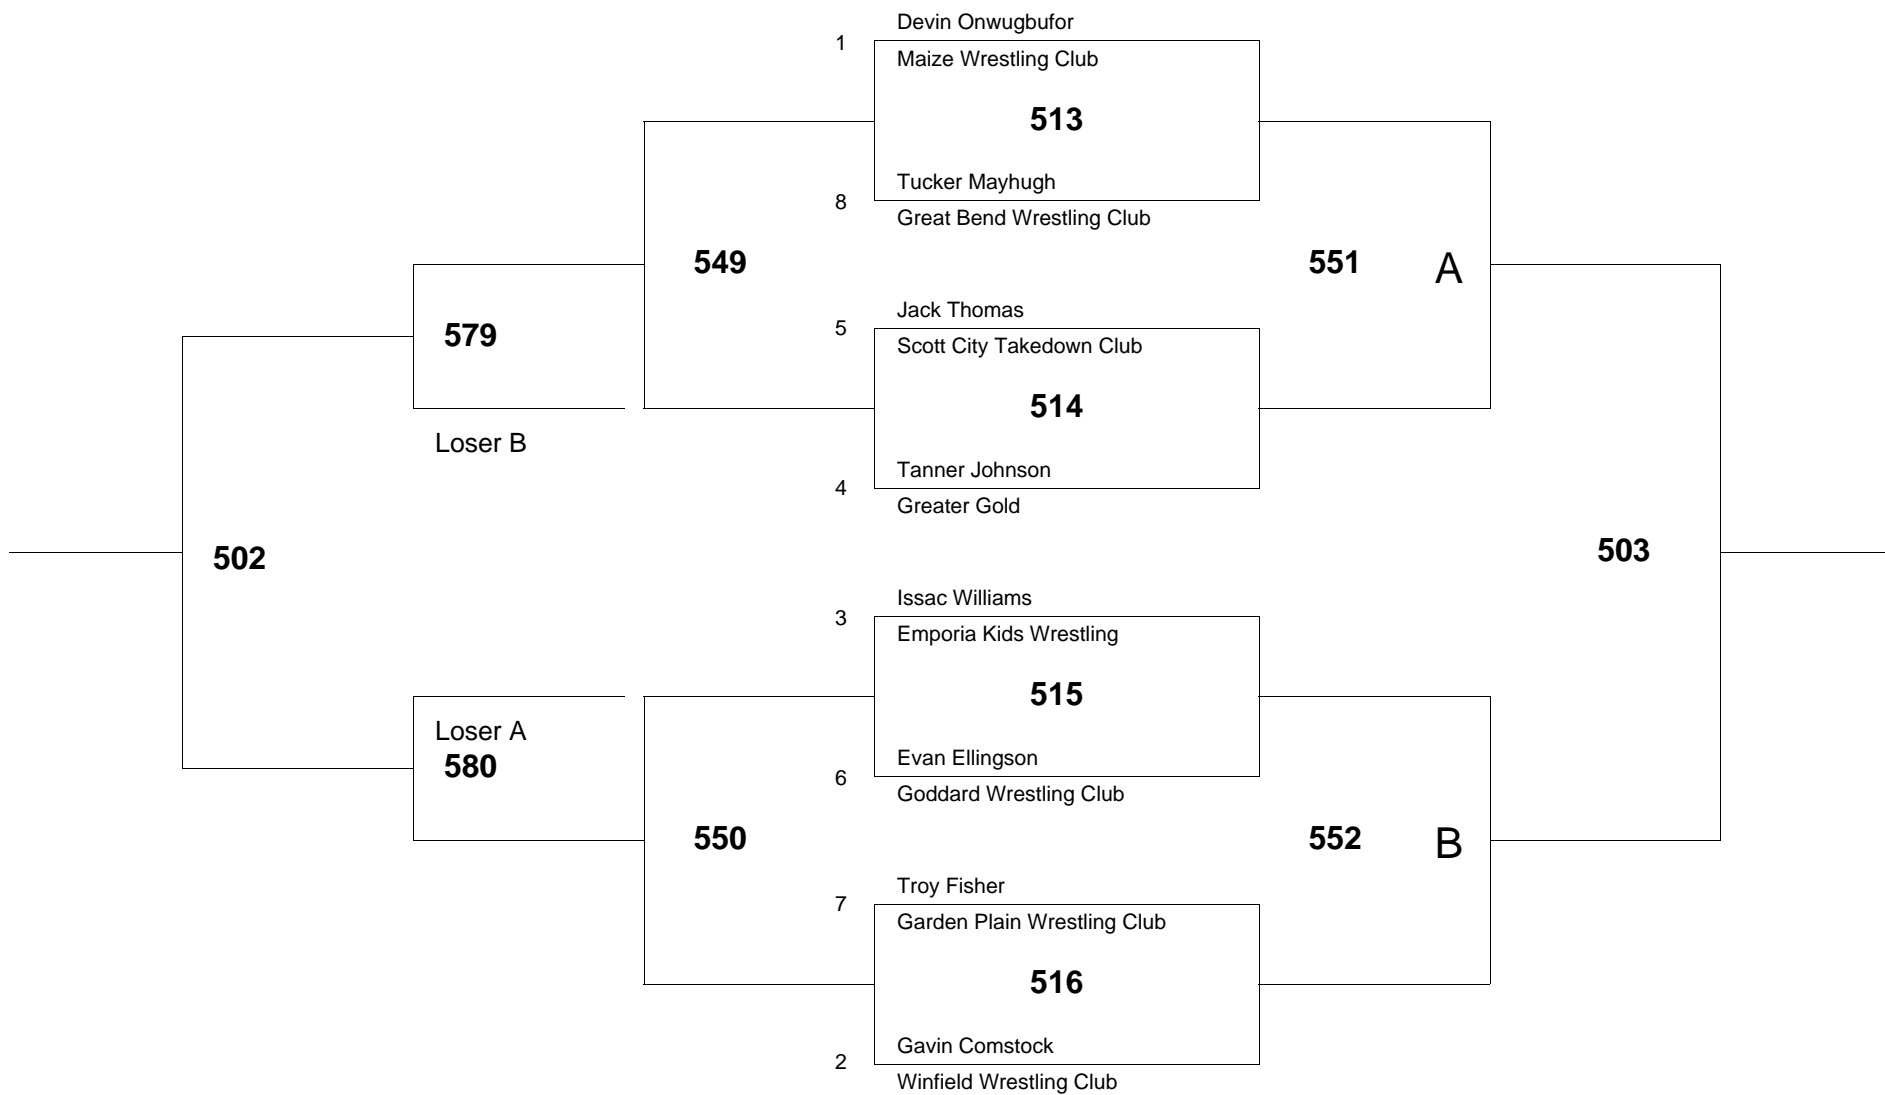 Devin Onwugbufor
1
Maize Wrestling Club
513
Tucker Mayhugh
8
Great Bend Wrestling Club
549
551
A
Jack Thomas
5
Scott City Takedown Club
579
514
Loser B
Tanner Johnson
4
Greater Gold
502
503
Issac Williams
3
Emporia Kids Wrestling
515
Loser A
580
Evan Ellingson
6
Goddard Wrestling Club
550
552
B
Troy Fisher
7
Garden Plain Wrestling Club
516
Gavin Comstock
2
Winfield Wrestling Club